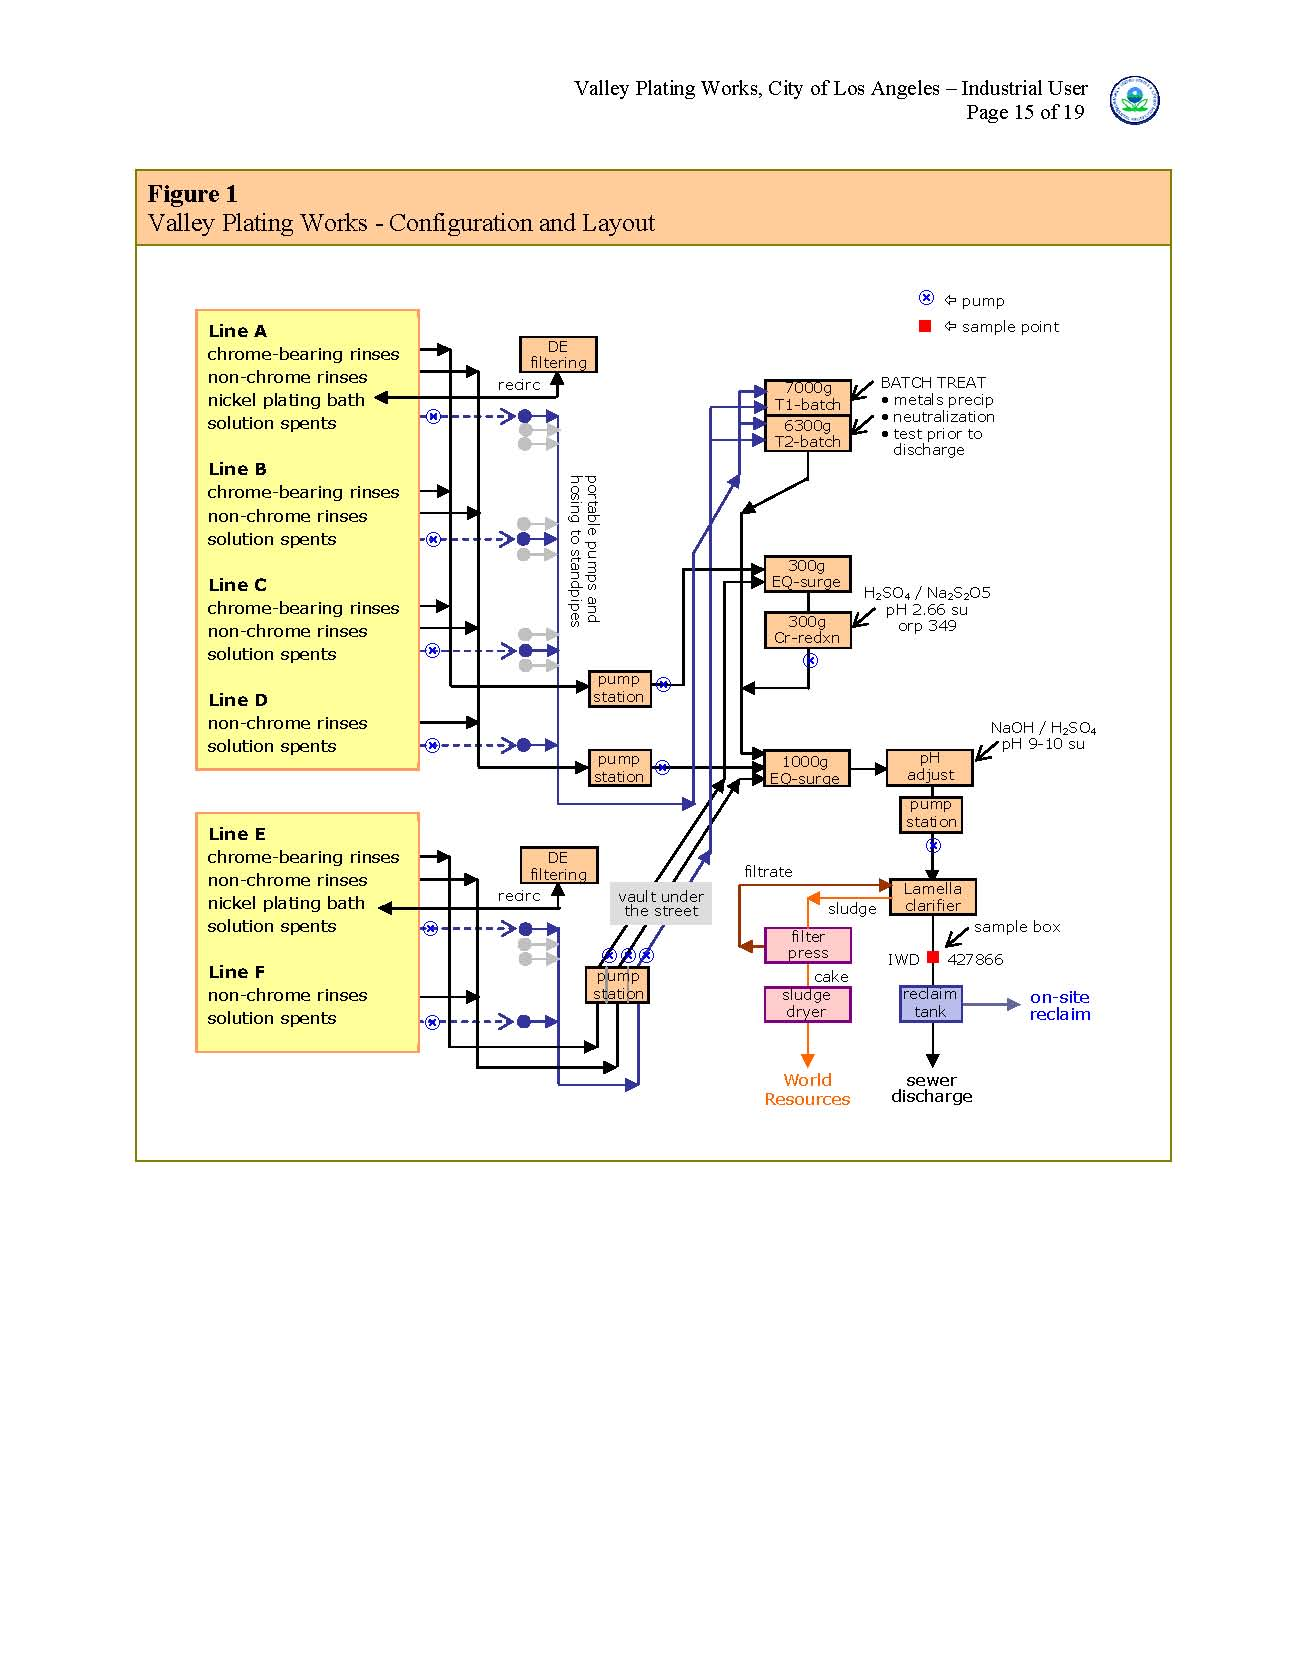 Valley Plating Works, City of Los Angeles – Industrial User
Page 15 of 19
Figure 1
Valley Plating Works - Configuration and Layout
⇦ pump
⇦ sample point
Line A
chrome-bearing rinses
non-chrome rinses
nickel plating bath
solution spents
Line B
chrome-bearing rinses
non-chrome rinses
solution spents
Line C
chrome-bearing rinses
non-chrome rinses
solution spents
Line D
non-chrome rinses
solution spents
DE
filtering
recirc
portable pumps and
hosing to standpipes
7000g
T1-batch
6300g
T2-batch
BATCH TREAT
• metals precip
• neutralization
• test prior to
discharge
300g
EQ-surge
300g
Cr-redxn
H₂SO₄ / Na₂S₂O5
pH 2.66 su
orp 349
pump
station
pump
station
1000g
EQ-surge
pH
adjust
NaOH / H₂SO₄
pH 9-10 su
pump
station
Line E
chrome-bearing rinses
non-chrome rinses
nickel plating bath
solution spents
Line F
non-chrome rinses
solution spents
DE
filtering
recirc
vault under
the street
pump
station
filtrate
Lamella
clarifier
sludge
filter
press
cake
sludge
dryer
World
Resources
sample box
IWD 427866
reclaim
tank
on-site
reclaim
sewer
discharge